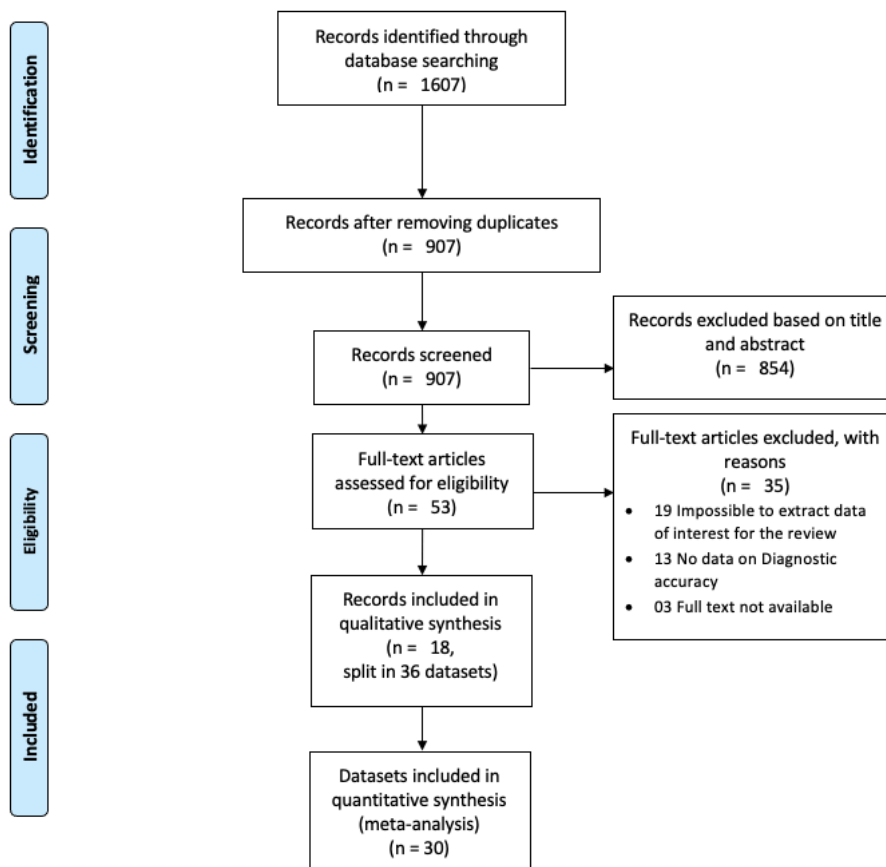 Identification
Records identified through
database searching
(n = 1607)
Records after removing duplicates
(n = 907)
Screening
Records screened
(n = 907)
Records excluded based on title
and abstract
(n = 854)
Eligibility
Full-text articles
assessed for eligibility
(n = 53)
Full-text articles excluded, with
reasons
(n = 35)
• 19 Impossible to extract data
of interest for the review
• 13 No data on Diagnostic
accuracy
• 03 Full text not available
Records included in
qualitative synthesis
(n = 18,
split in 36 datasets)
Included
Datasets included in
quantitative synthesis
(meta-analysis)
(n = 30)